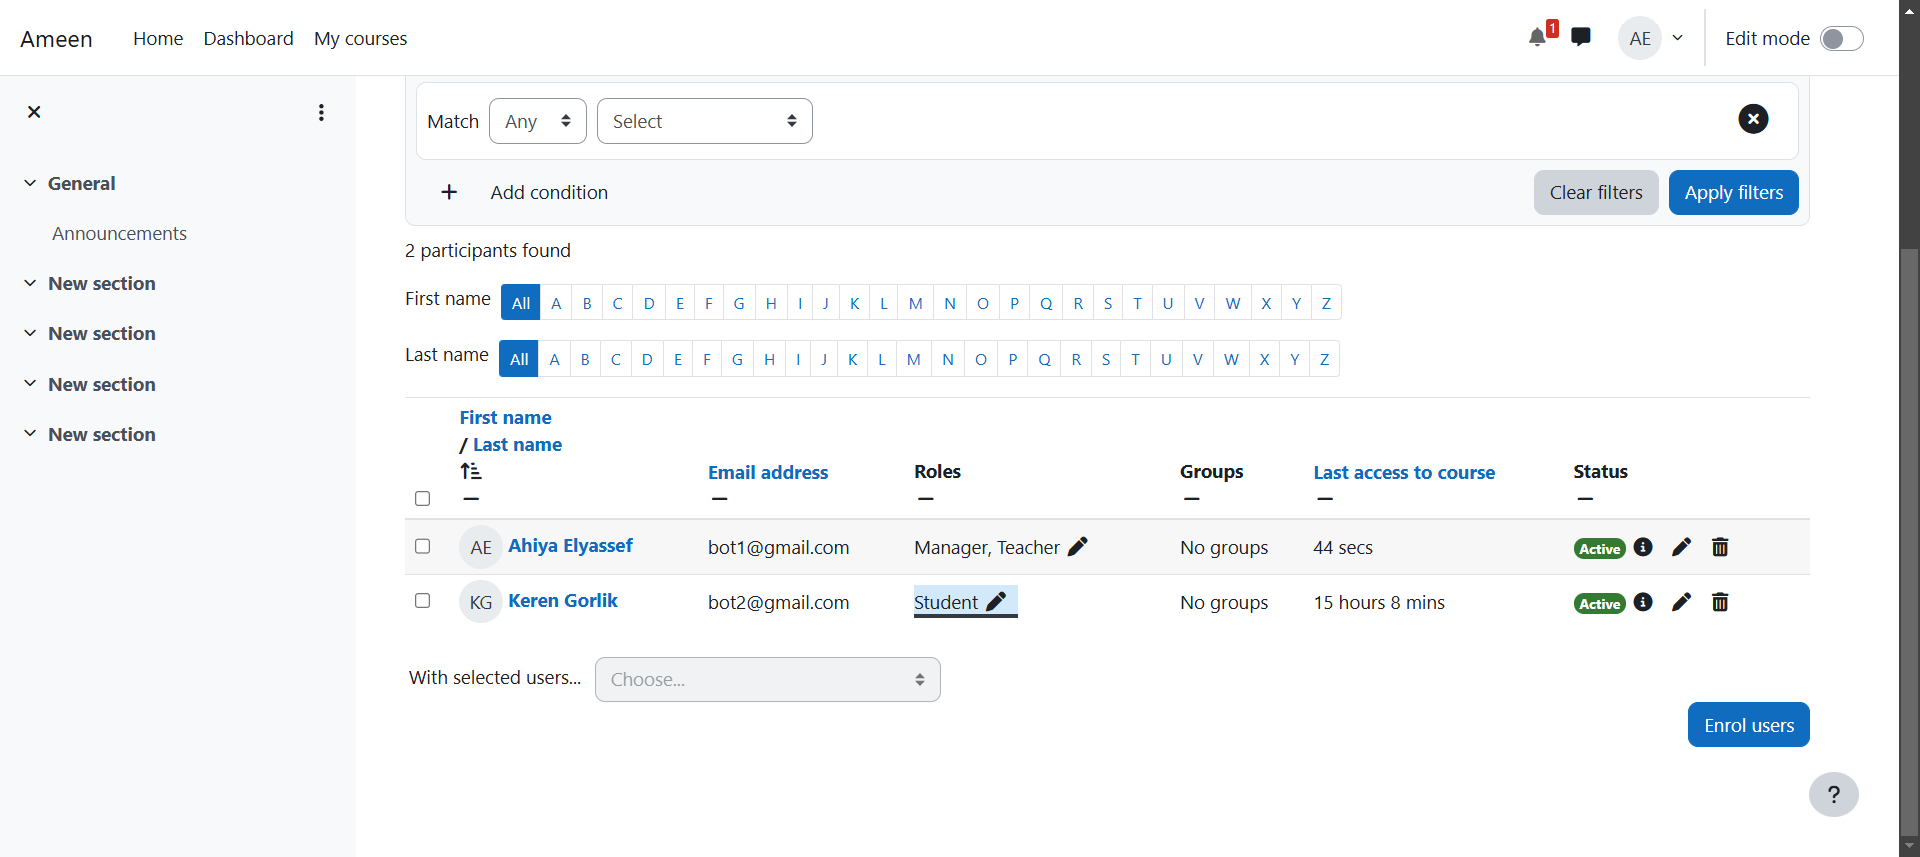 Ameen Home Dashboard My courses 1 AE Edit mode
General
Announcements
New section
New section
New section
New section
Match Any Select
+ Add condition Clear filters Apply filters
2 participants found
First name All A B C D E F G H I J K L M N O P Q R S T U V W X Y Z
Last name All A B C D E F G H I J K L M N O P Q R S T U V W X Y Z
First name
/ Last name
Email address Roles Groups Last access to course Status
AE Ahiya Elyassef bot1@gmail.com Manager, Teacher No groups 44 secs Active
KG Keren Gorlik bot2@gmail.com Student No groups 15 hours 8 mins Active
With selected users... Choose...
Enrol users
?